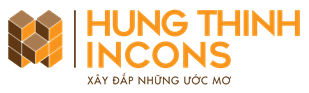 HUNG THINH
INCONS
XÂY ĐẮP NHỮNG ƯỚC MƠ